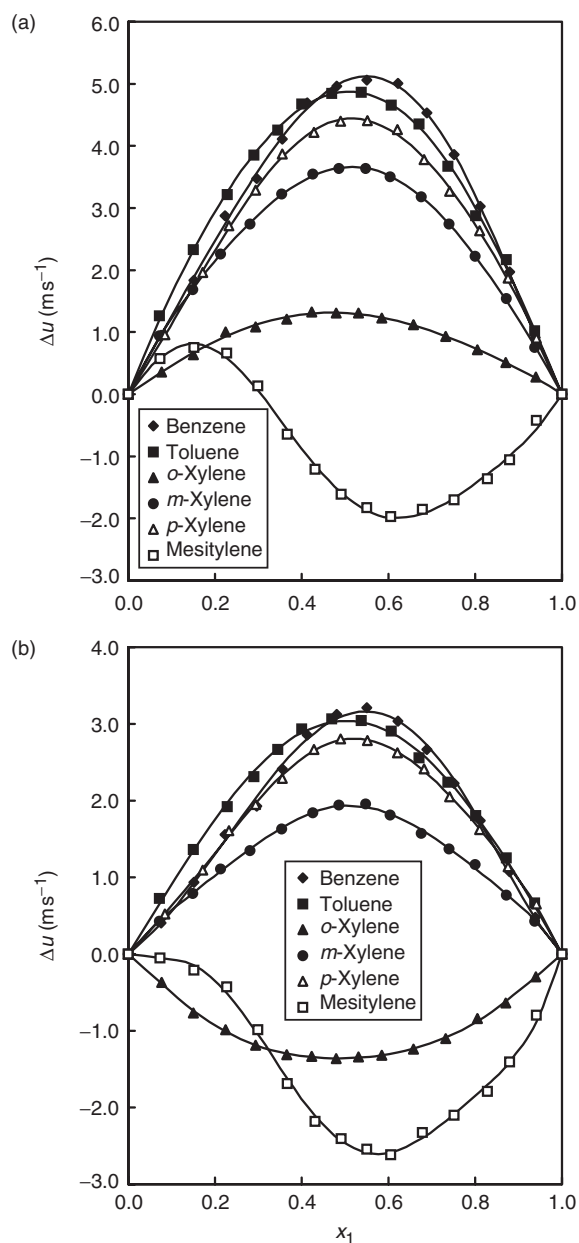 (a)
6.0
5.0
4.0
3.0
2.0
1.0
0.0
−1.0
−2.0
−3.0
Δu (ms⁻¹)
Benzene
Toluene
o-Xylene
m-Xylene
p-Xylene
Mesitylene
0.0 0.2 0.4 0.6 0.8 1.0
(b)
4.0
3.0
2.0
1.0
0.0
−1.0
−2.0
−3.0
Δu (ms⁻¹)
Benzene
Toluene
o-Xylene
m-Xylene
p-Xylene
Mesitylene
0.0 0.2 0.4 0.6 0.8 1.0
x₁